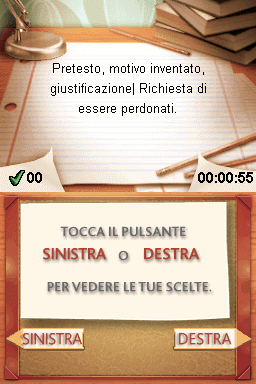 Pretesto, motivo inventato,
giustificazione| Richiesta di
essere perdonati.
00
00:00:55
TOCCA IL PULSANTE
SINISTRA O DESTRA
PER VEDERE LE TUE SCELTE.
SINISTRA
DESTRA